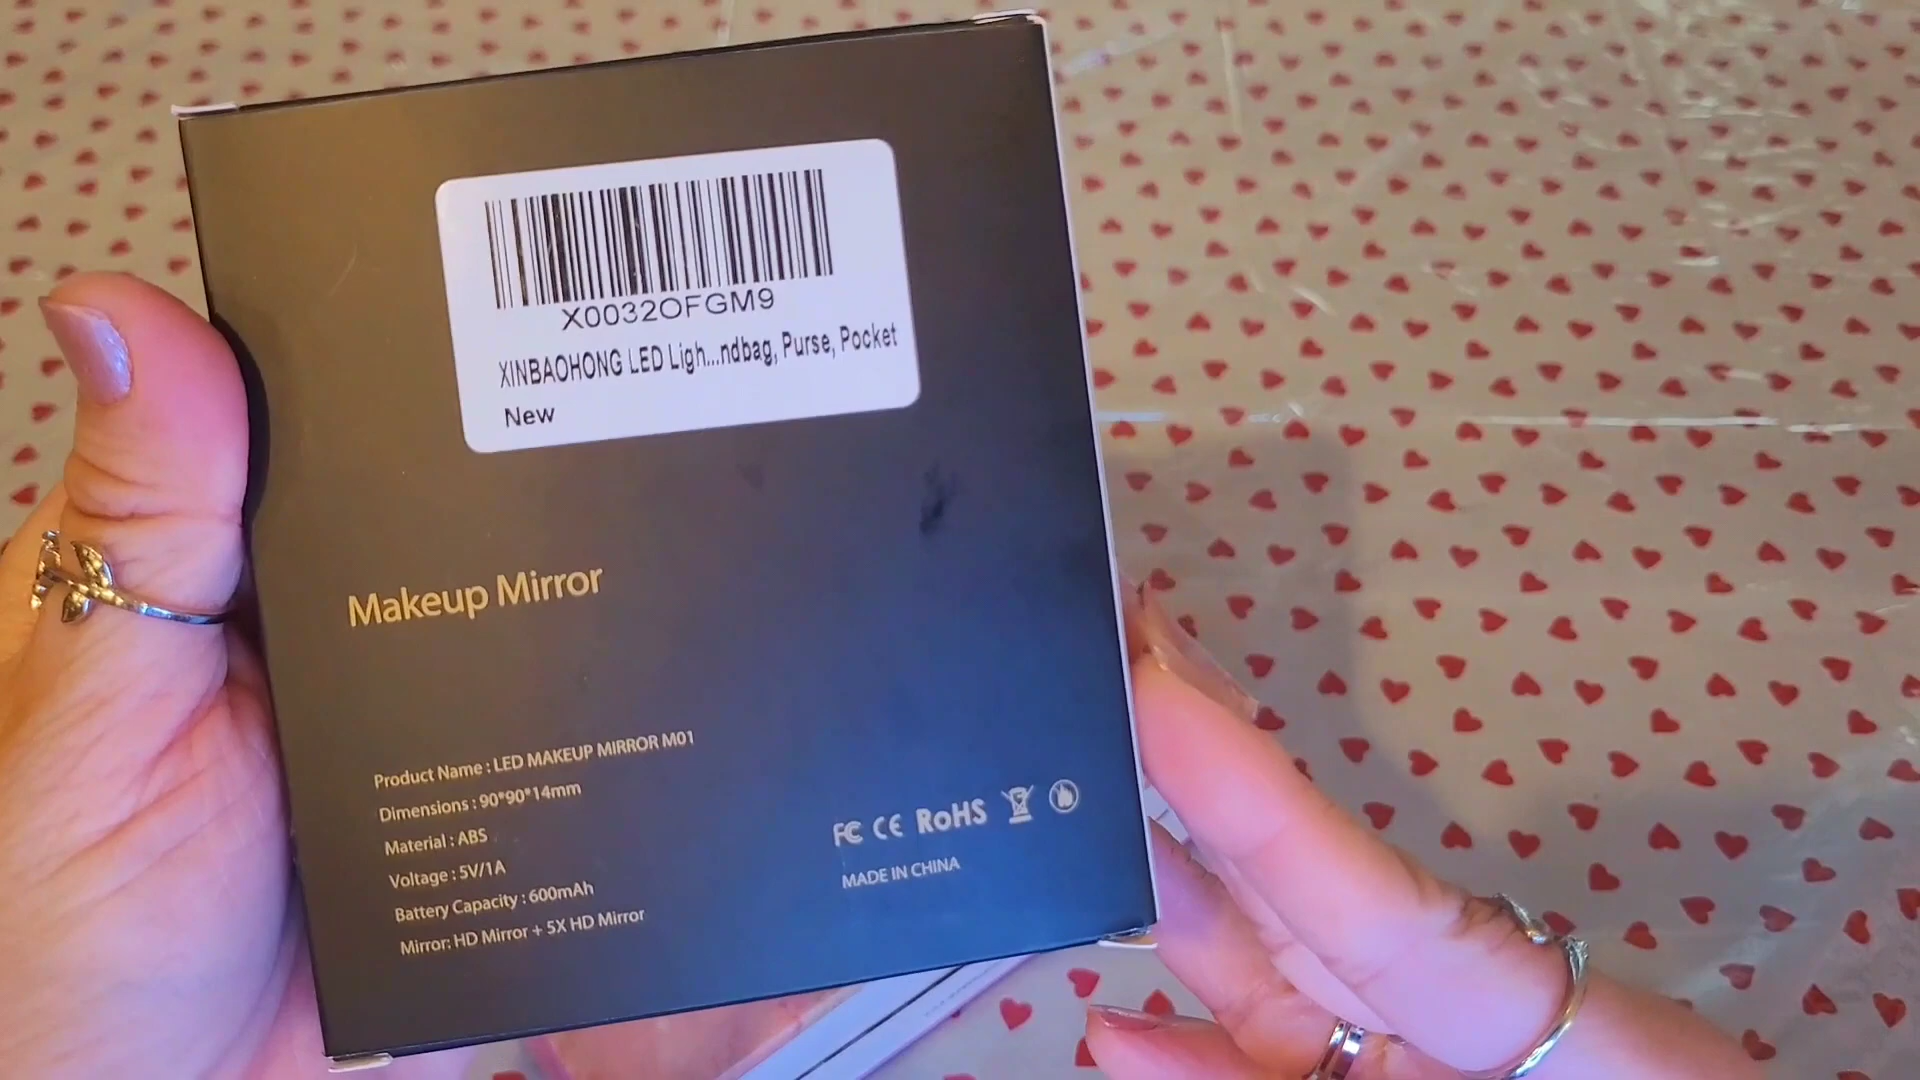 X0032OFGM9
XINBAOHONG LED Ligh...ndbag, Purse, Pocket
New
Makeup Mirror
Product Name : LED MAKEUP MIRROR M01
Dimensions : 90*90*14mm
Material : ABS
Voltage : 5V/1A
Battery Capacity : 600mAh
Mirror: HD Mirror + 5X HD Mirror
FC CE RoHS
MADE IN CHINA